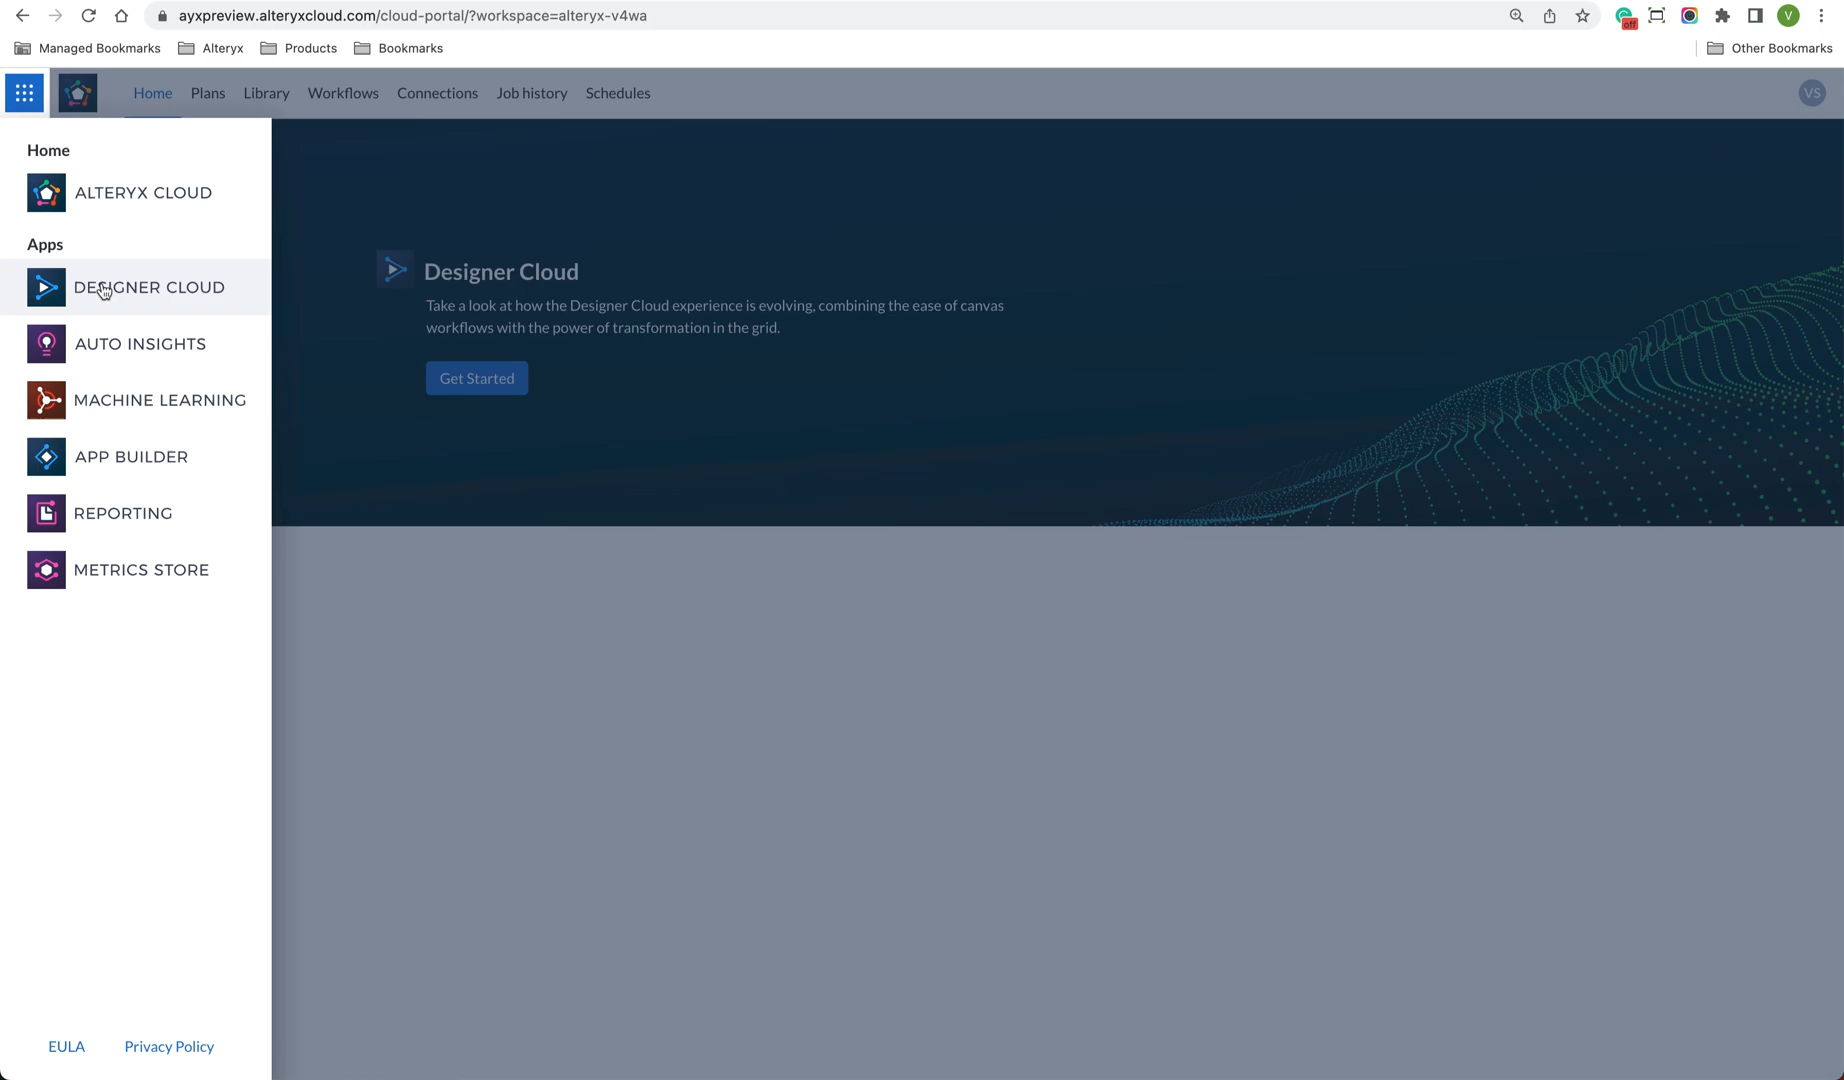 ayxpreview.alteryxcloud.com/cloud-portal/?workspace=alteryx-v4wa
off
V
Managed Bookmarks
Alteryx
Products
Bookmarks
Other Bookmarks
Home
Plans
Library
Workflows
Connections
Job history
Schedules
VS
Home
ALTERYX CLOUD
Apps
DESIGNER CLOUD
AUTO INSIGHTS
MACHINE LEARNING
APP BUILDER
REPORTING
METRICS STORE
EULA
Privacy Policy
Designer Cloud
Take a look at how the Designer Cloud experience is evolving, combining the ease of canvas
workflows with the power of transformation in the grid.
Get Started